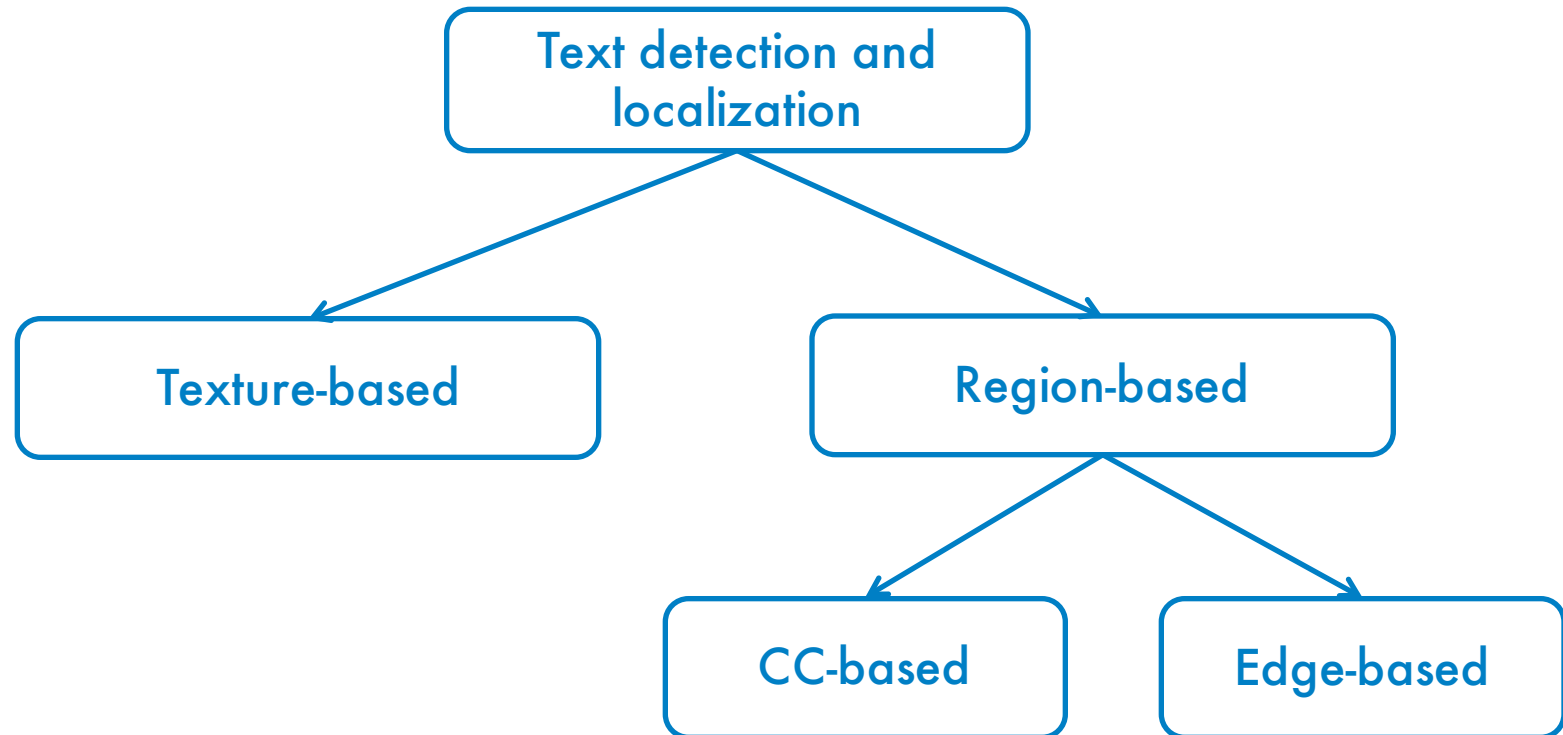 Text detection and
localization
Texture-based
Region-based
CC-based
Edge-based